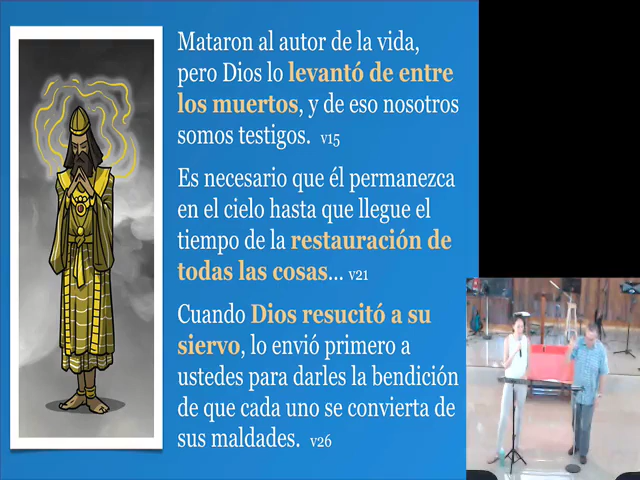 Mataron al autor de la vida,
pero Dios lo levantó de entre
los muertos, y de eso nosotros
somos testigos. v15
Es necesario que él permanezca
en el cielo hasta que llegue el
tiempo de la restauración de
todas las cosas... v21
Cuando Dios resucitó a su
siervo, lo envió primero a
ustedes para darles la bendición
de que cada uno se convierta de
sus maldades. v26